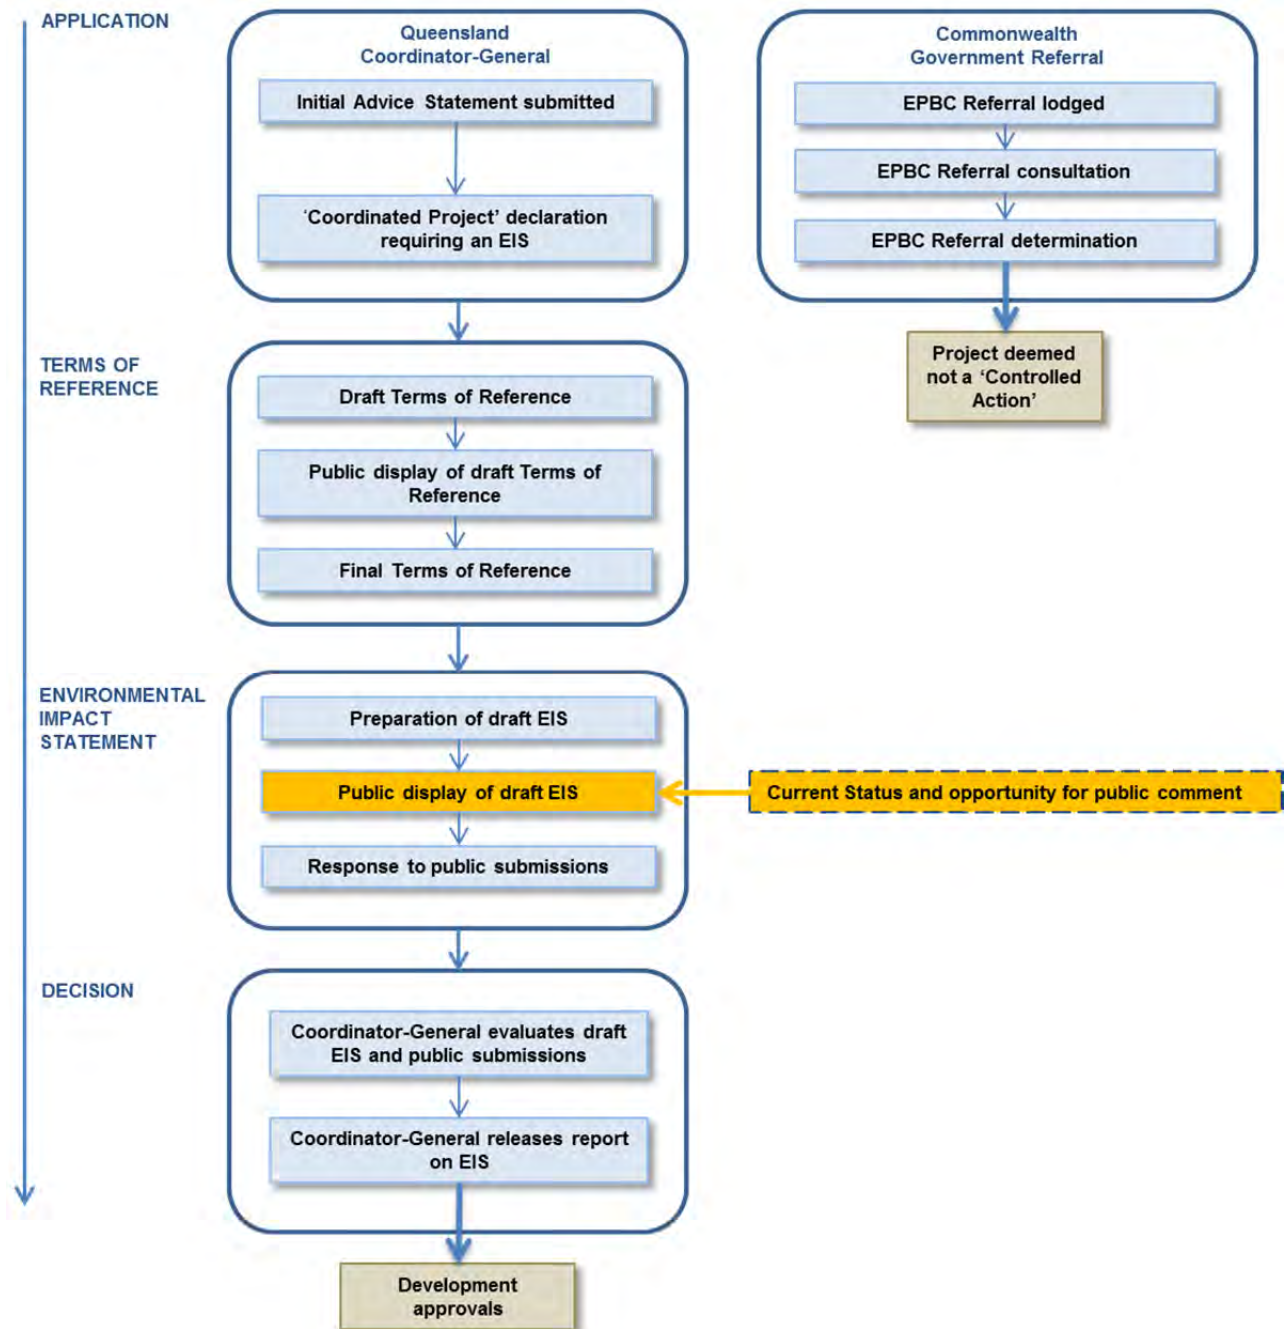 APPLICATION
Queensland
Coordinator-General
Initial Advice Statement submitted
‘Coordinated Project’ declaration
requiring an EIS
Commonwealth
Government Referral
EPBC Referral lodged
EPBC Referral consultation
EPBC Referral determination
Project deemed
not a ‘Controlled
Action’
TERMS OF
REFERENCE
Draft Terms of Reference
Public display of draft Terms of
Reference
Final Terms of Reference
ENVIRONMENTAL
IMPACT
STATEMENT
Preparation of draft EIS
Public display of draft EIS
Current Status and opportunity for public comment
Response to public submissions
DECISION
Coordinator-General evaluates draft
EIS and public submissions
Coordinator-General releases report
on EIS
Development
approvals